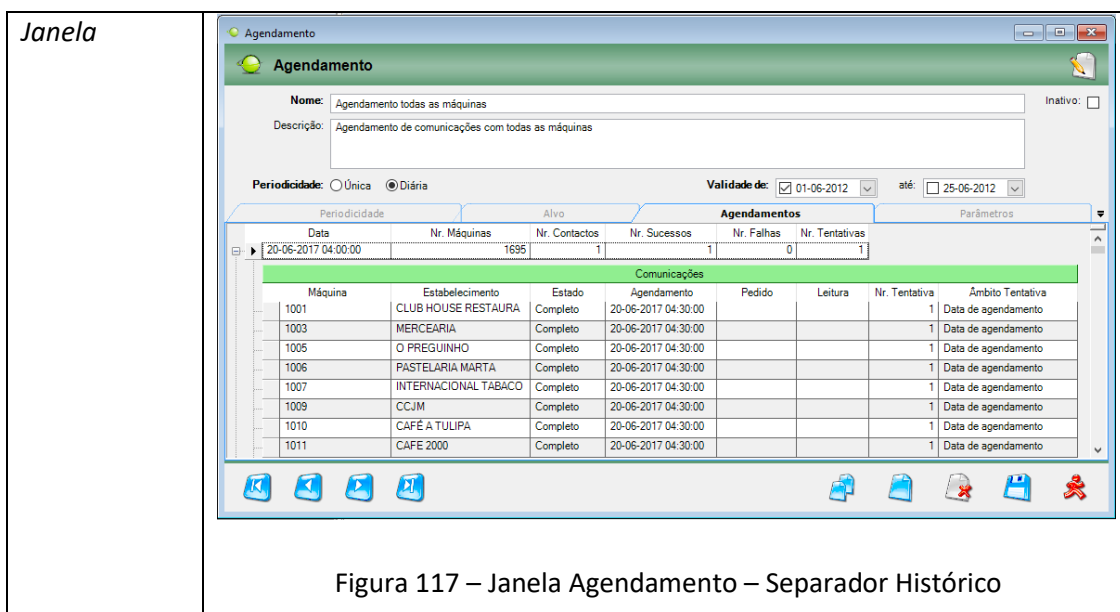 Janela
Agendamento
Agendamento
Nome: Agendamento todas as máquinas Inativo:
Descrição: Agendamento de comunicações com todas as máquinas
Periodicidade: Única Diária Validade de: 01-06-2012 até: 25-06-2012
Periodicidade Alvo Agendamentos Parâmetros
Data Nr. Máquinas Nr. Contactos Nr. Sucessos Nr. Falhas Nr. Tentativas
20-06-2017 04:00:00 1695 1 1 0 1
Comunicações
Máquina Estabelecimento Estado Agendamento Pedido Leitura Nr. Tentativa Âmbito Tentativa
1001 CLUB HOUSE RESTAURA Completo 20-06-2017 04:30:00 1 Data de agendamento
1003 MERCEARIA Completo 20-06-2017 04:30:00 1 Data de agendamento
1005 O PREGUINHO Completo 20-06-2017 04:30:00 1 Data de agendamento
1006 PASTELARIA MARTA Completo 20-06-2017 04:30:00 1 Data de agendamento
1007 INTERNACIONAL TABACO Completo 20-06-2017 04:30:00 1 Data de agendamento
1009 CCJM Completo 20-06-2017 04:30:00 1 Data de agendamento
1010 CAFÉ A TULIPA Completo 20-06-2017 04:30:00 1 Data de agendamento
1011 CAFE 2000 Completo 20-06-2017 04:30:00 1 Data de agendamento
Figura 117 – Janela Agendamento – Separador Histórico